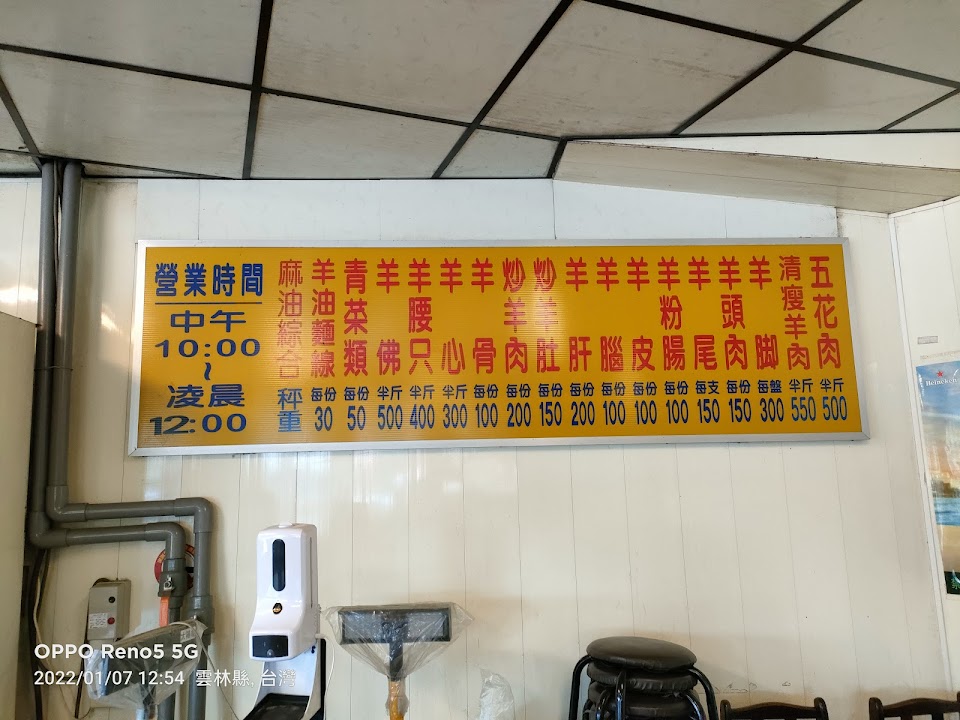 五花肉 半斤 500
清瘦羊肉 半斤 550
羊腳 每盤 300
羊頭肉 每份 150
羊尾 每支 150
羊粉腸 每份 100
羊皮 每份 100
羊腦 每份 100
羊肝 每份 200
炒羊肚 每份 150
炒羊肉 每份 200
羊骨 每份 100
羊心 半斤 300
羊腰只 半斤 400
羊佛 半斤 500
青菜類 每份 50
羊油麵線 每份 30
麻油綜合 秤重
營業時間
中午
10:00
~
凌晨
12:00
Heineken
OPPO Reno5 5G
2022/01/07 12:54 雲林縣, 台灣